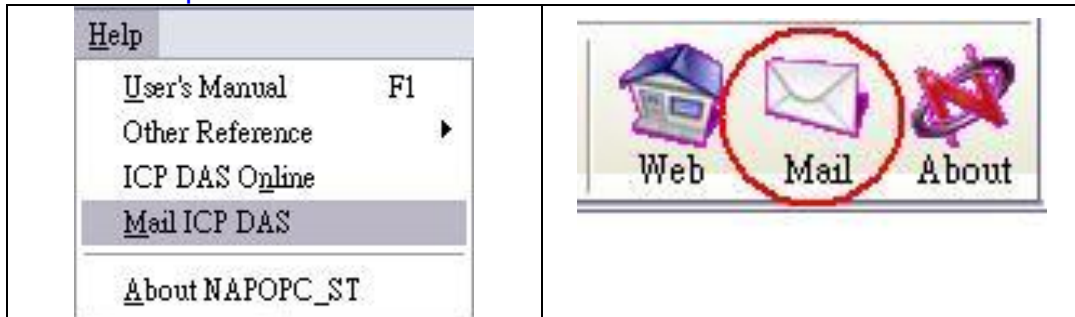 Help
User's Manual F1
Other Reference
ICP DAS Online
Mail ICP DAS
About NAPOPC_ST
Web Mail About